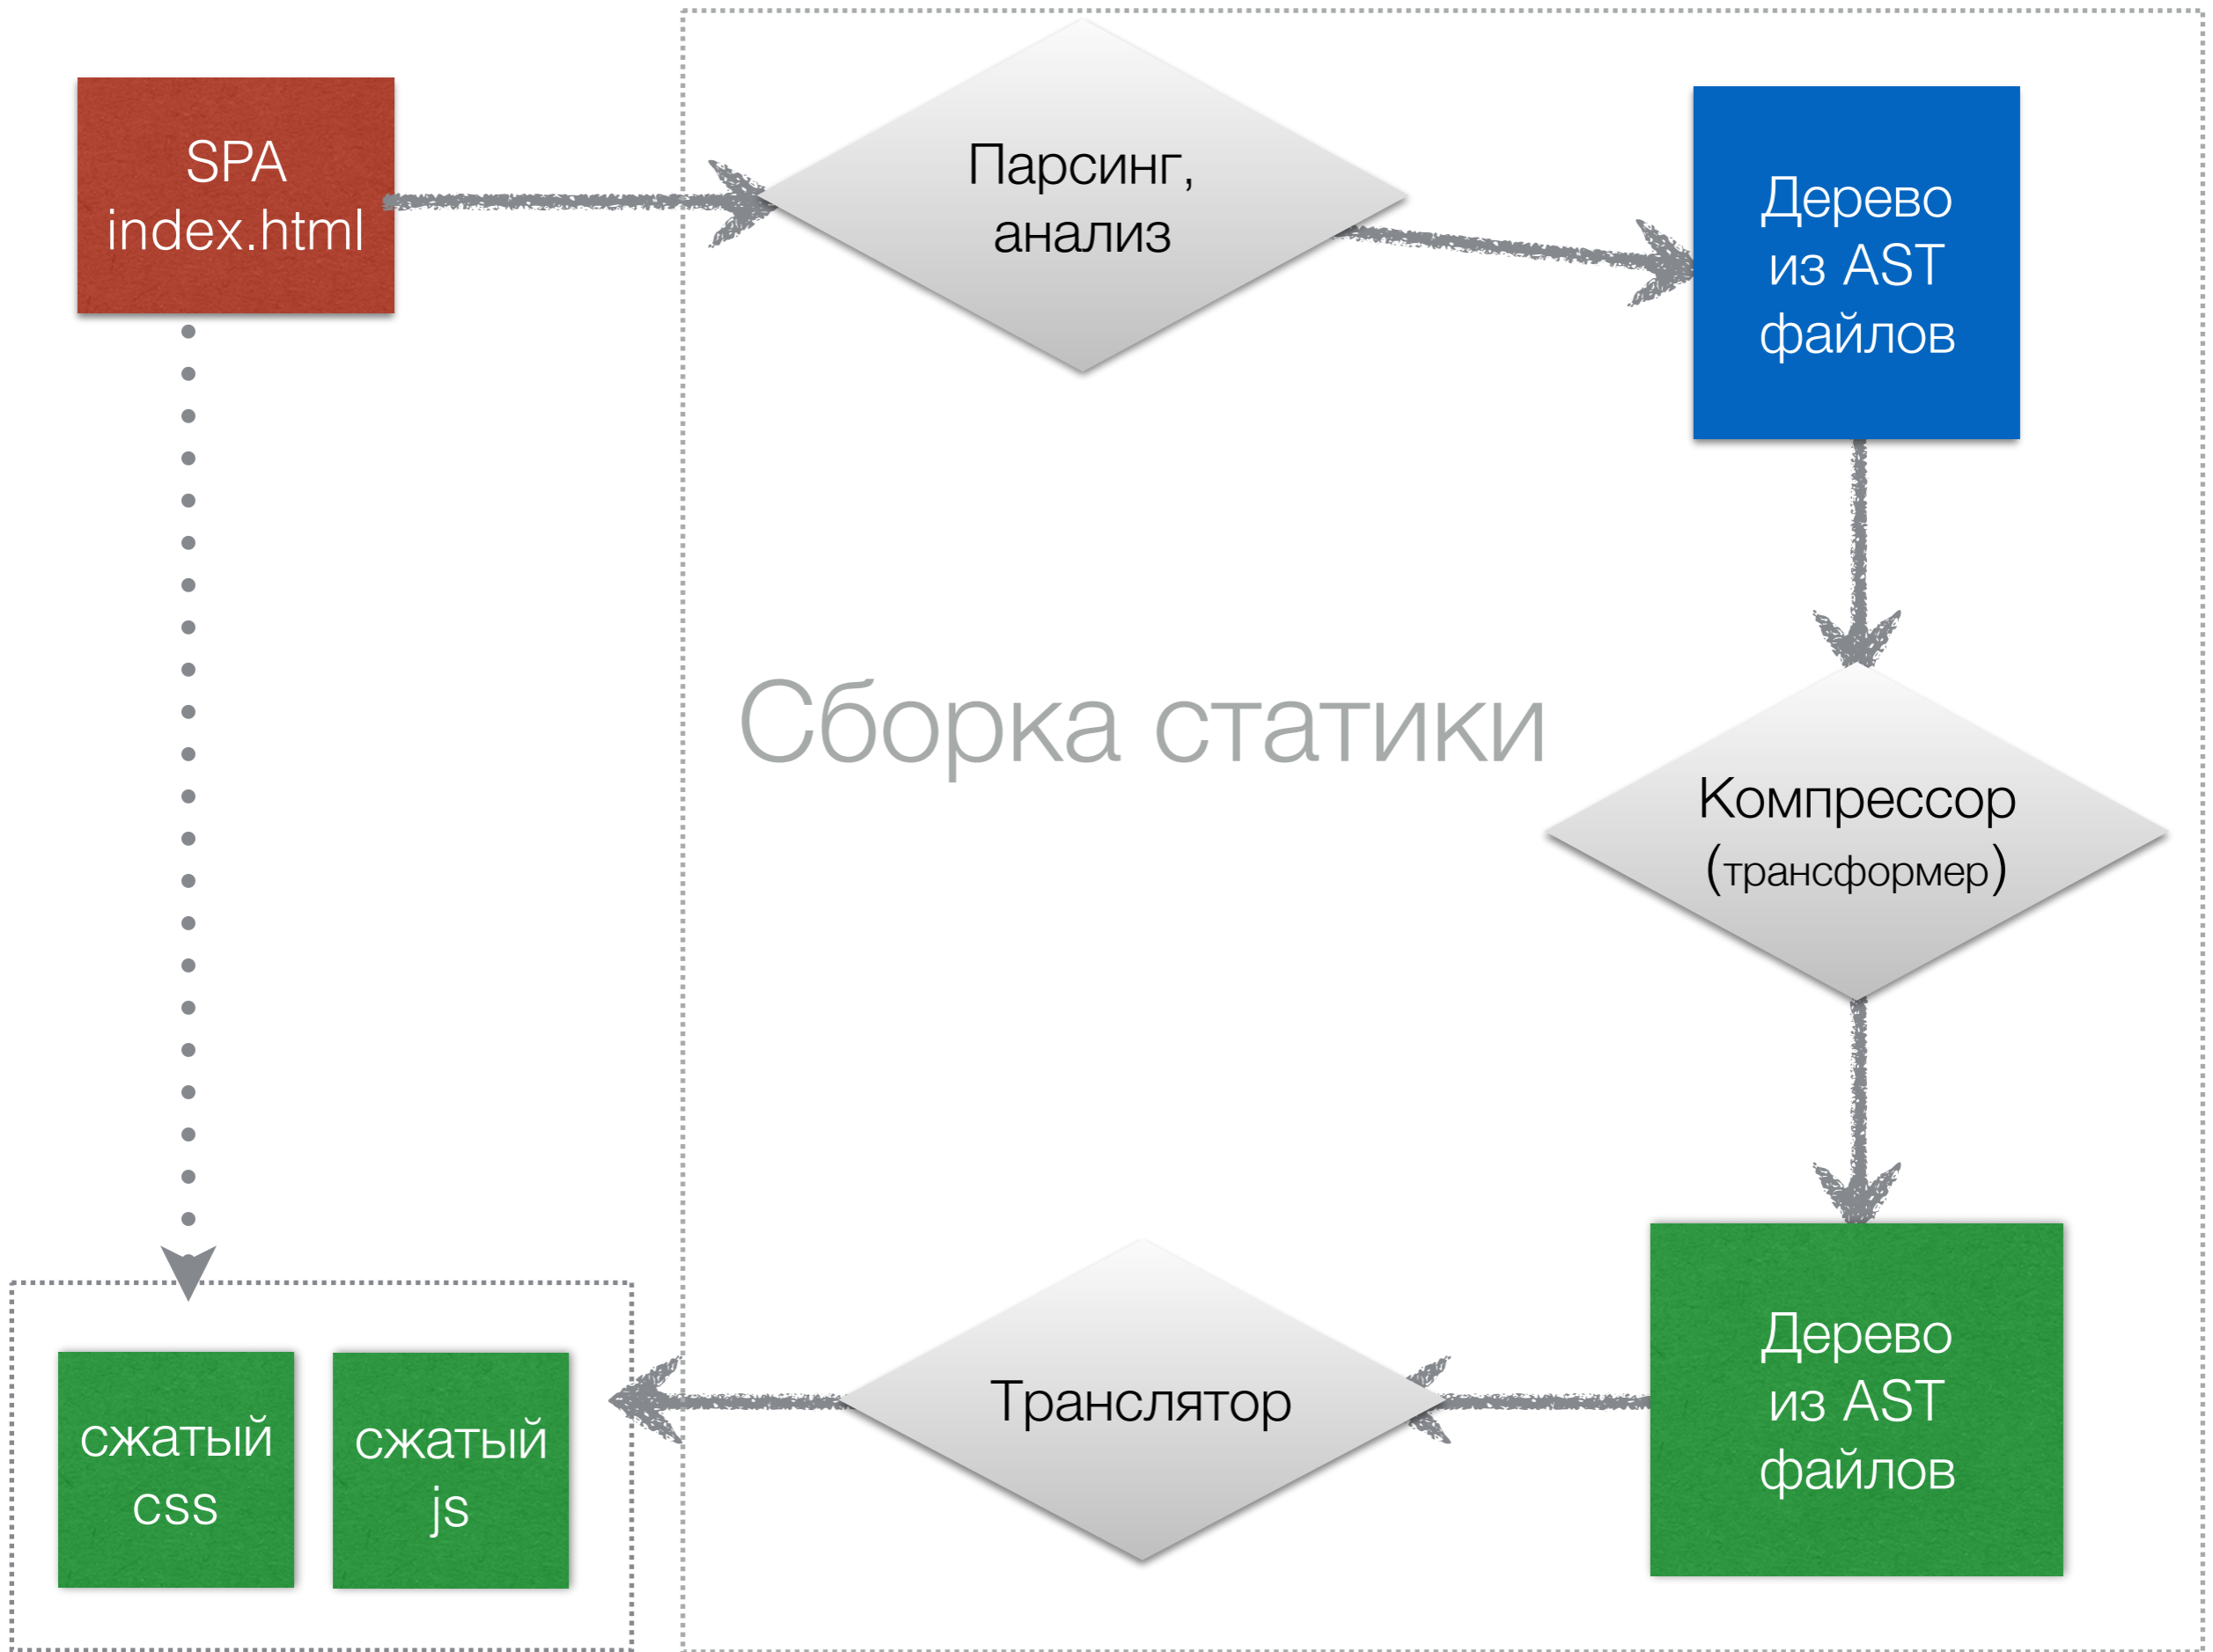 SPA
index.html
Парсинг,
анализ
Дерево
из AST
файлов
Сборка статики
Компрессор
(трансформер)
Дерево
из AST
файлов
Транслятор
сжатый
css
сжатый
js